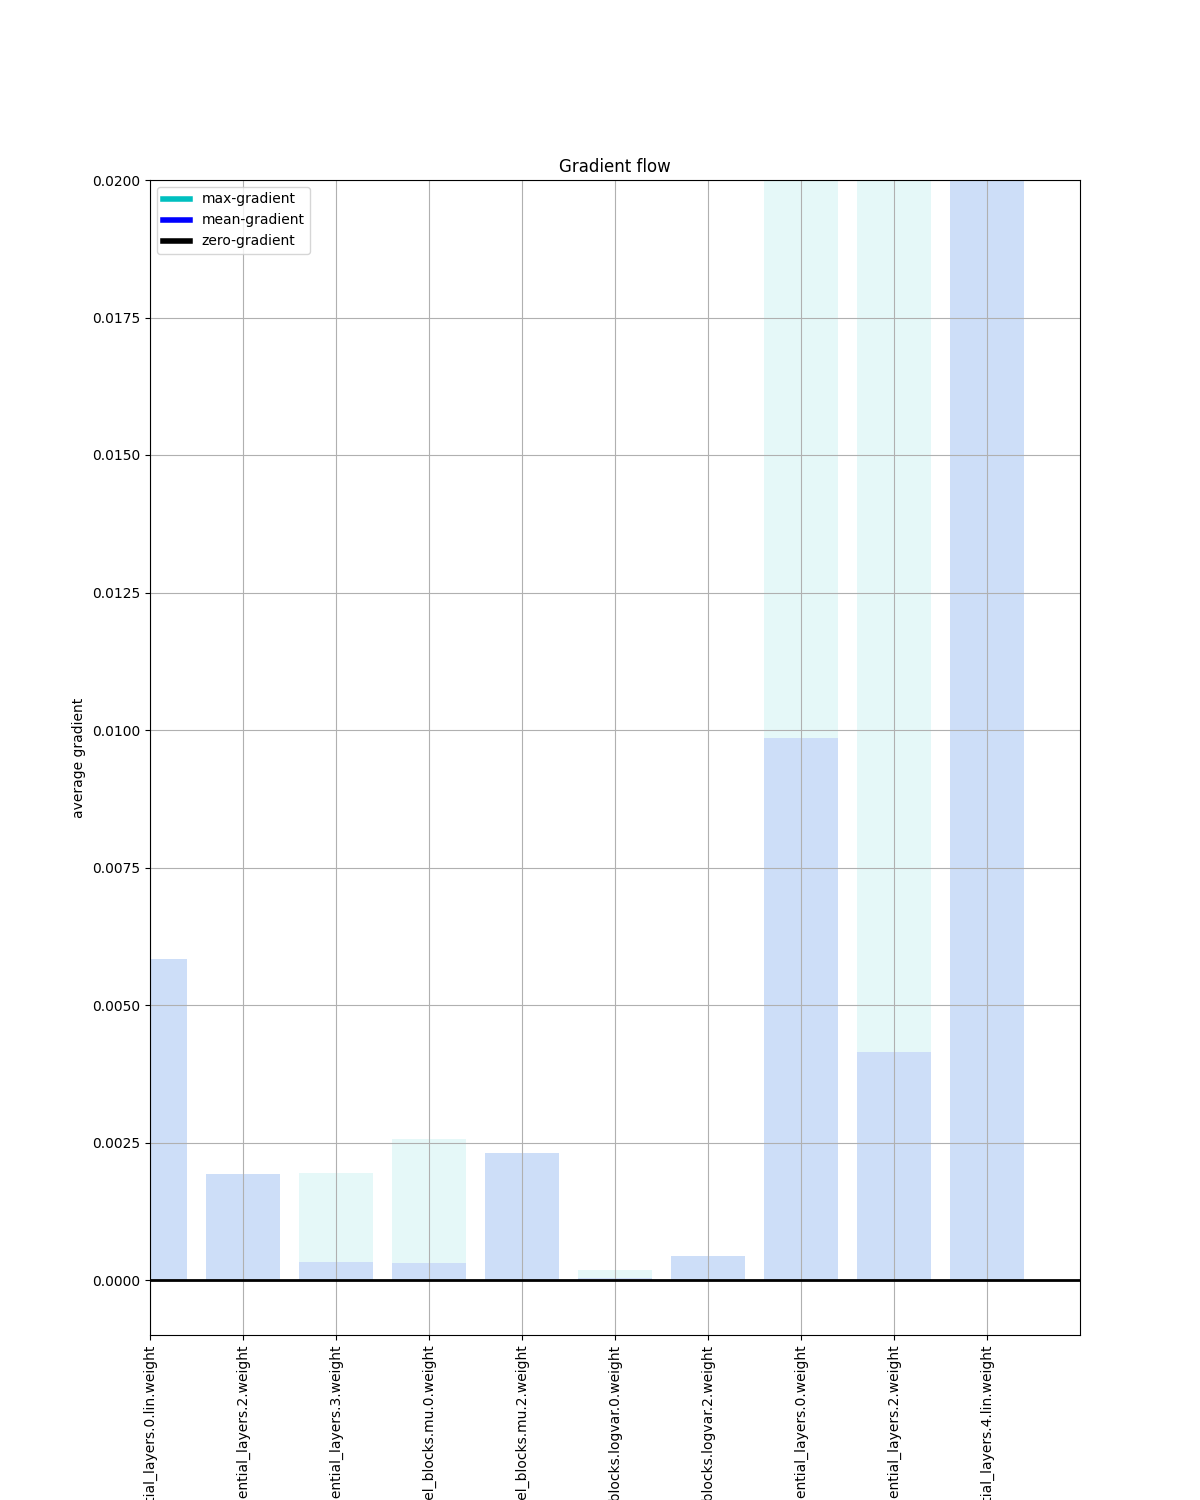 Gradient flow
max-gradient
mean-gradient
zero-gradient
0.0200
0.0175
0.0150
0.0125
0.0100
0.0075
0.0050
0.0025
0.0000
average gradient
tial_layers.0.lin.weight
ential_layers.2.weight
ential_layers.3.weight
el_blocks.mu.0.weight
el_blocks.mu.2.weight
blocks.logvar.0.weight
blocks.logvar.2.weight
ential_layers.0.weight
ential_layers.2.weight
tial_layers.4.lin.weight